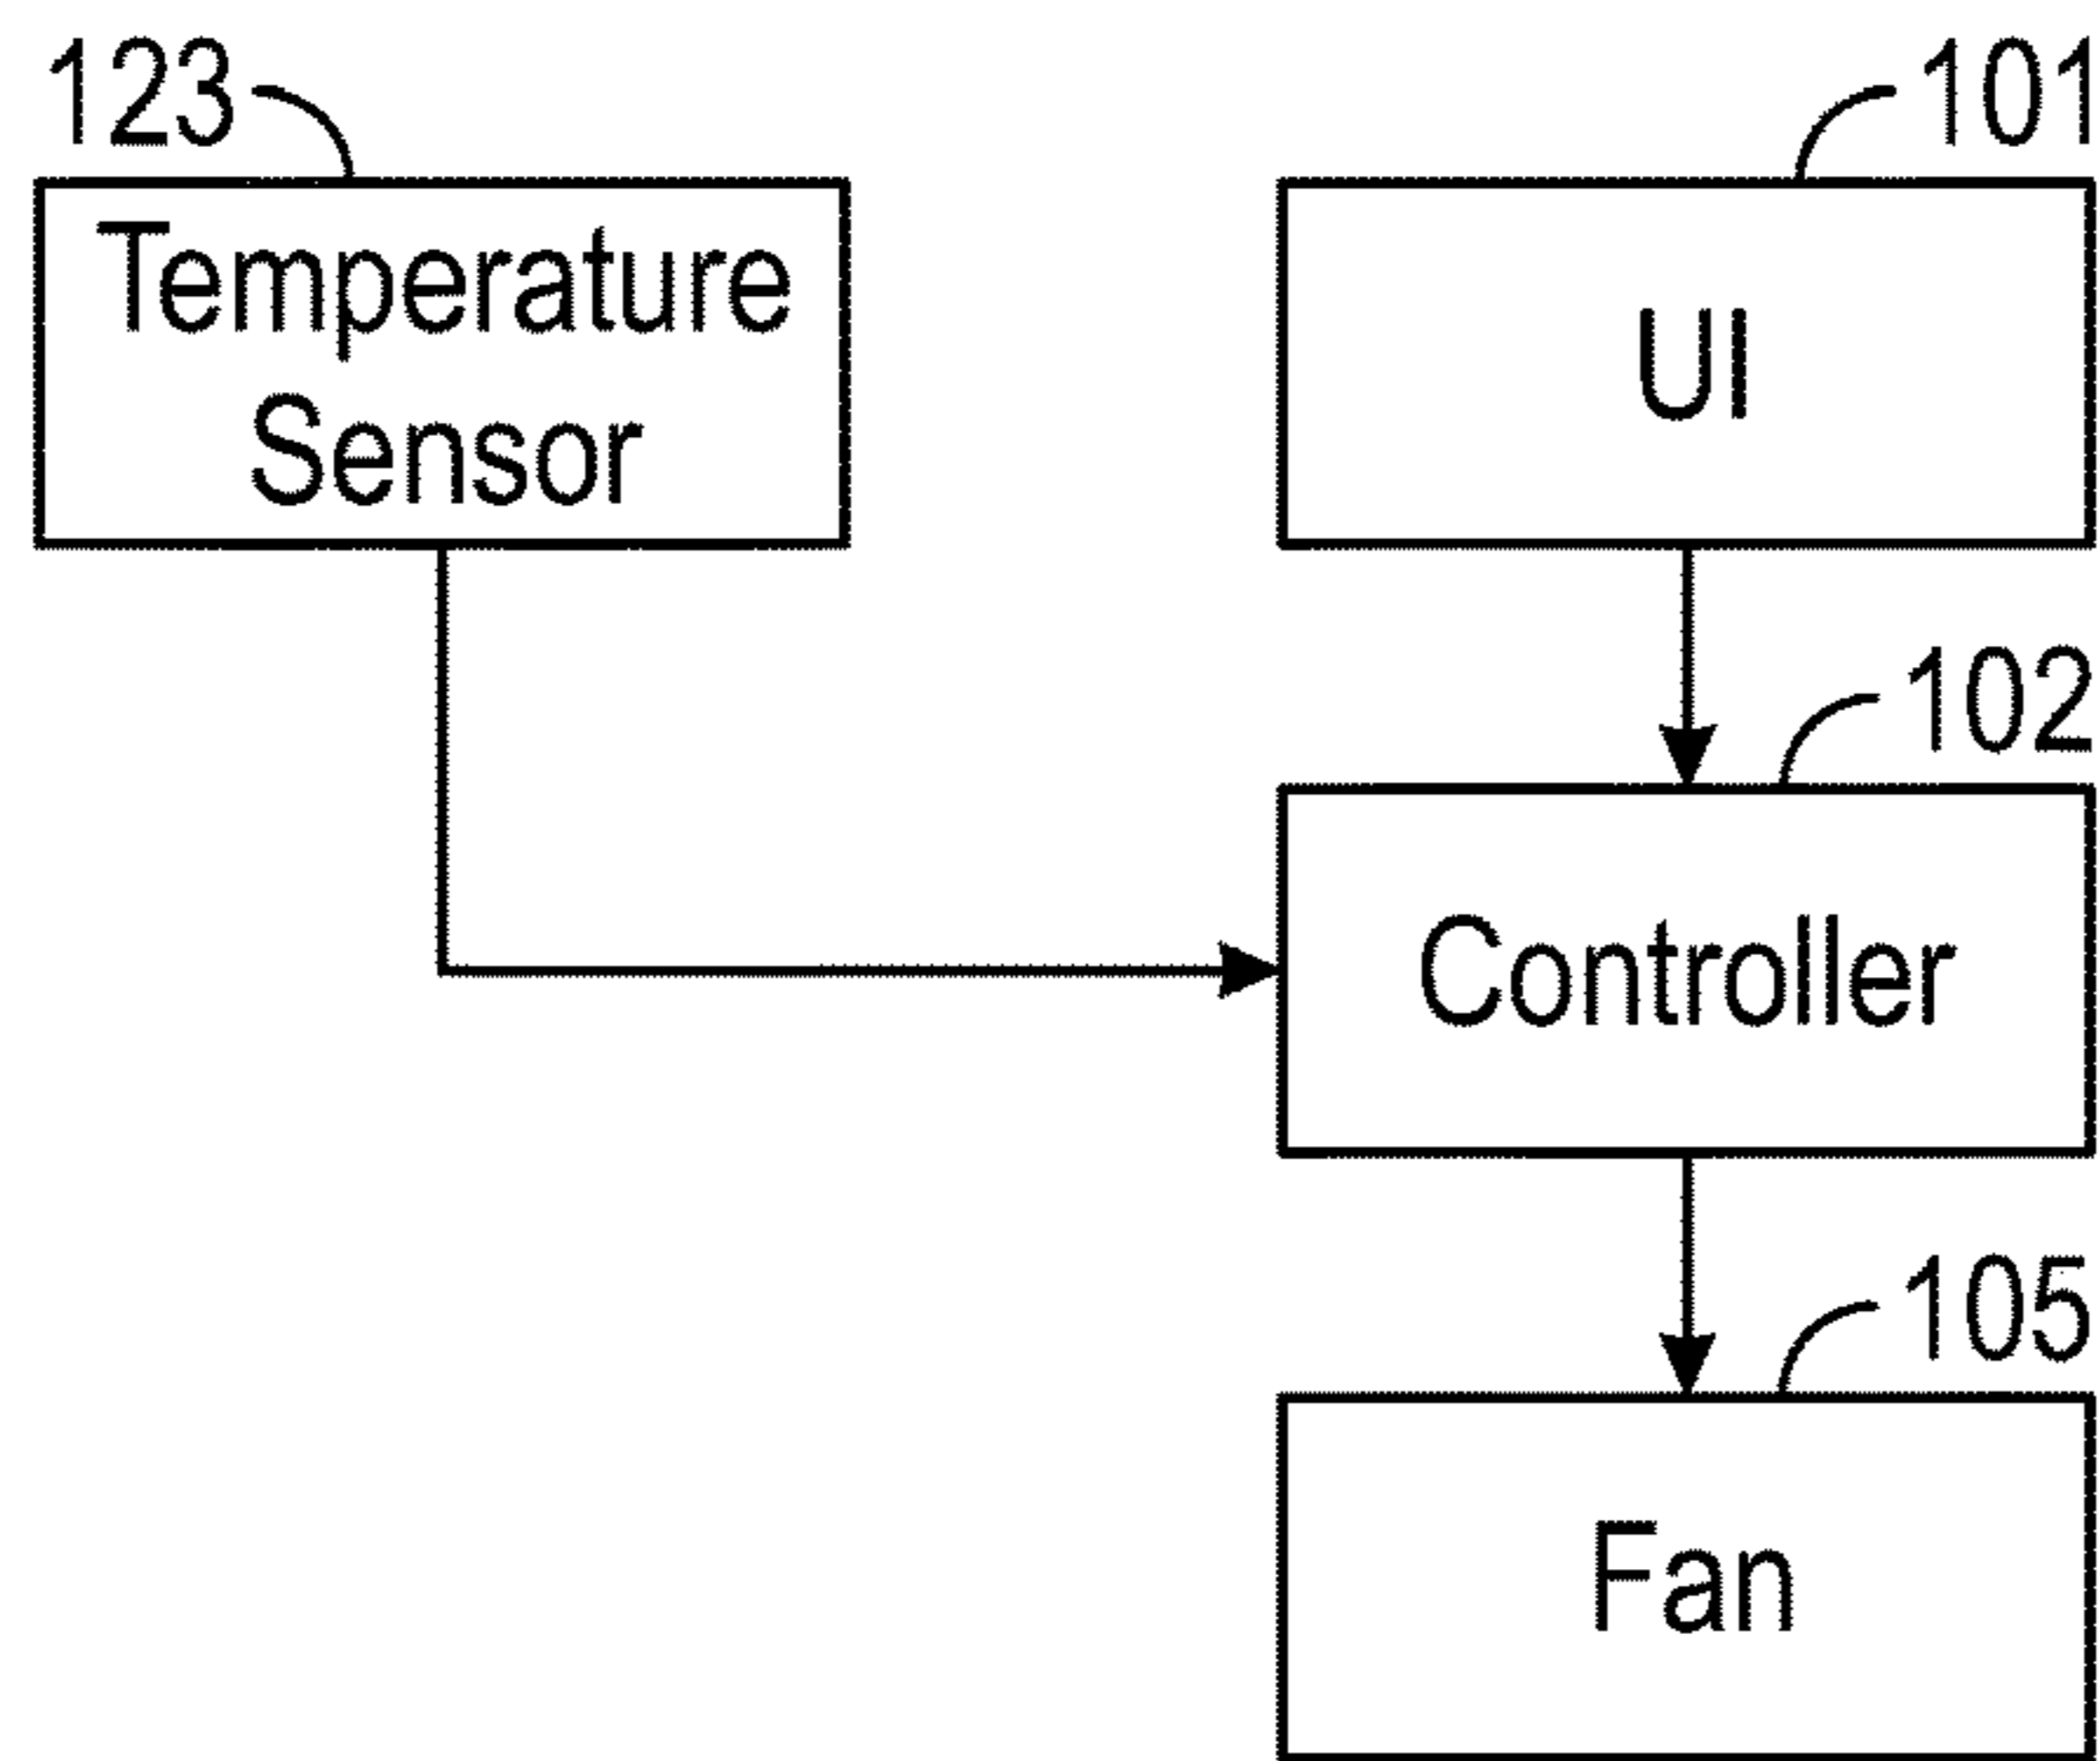 123
101
Temperature
Sensor
UI
102
Controller
105
Fan